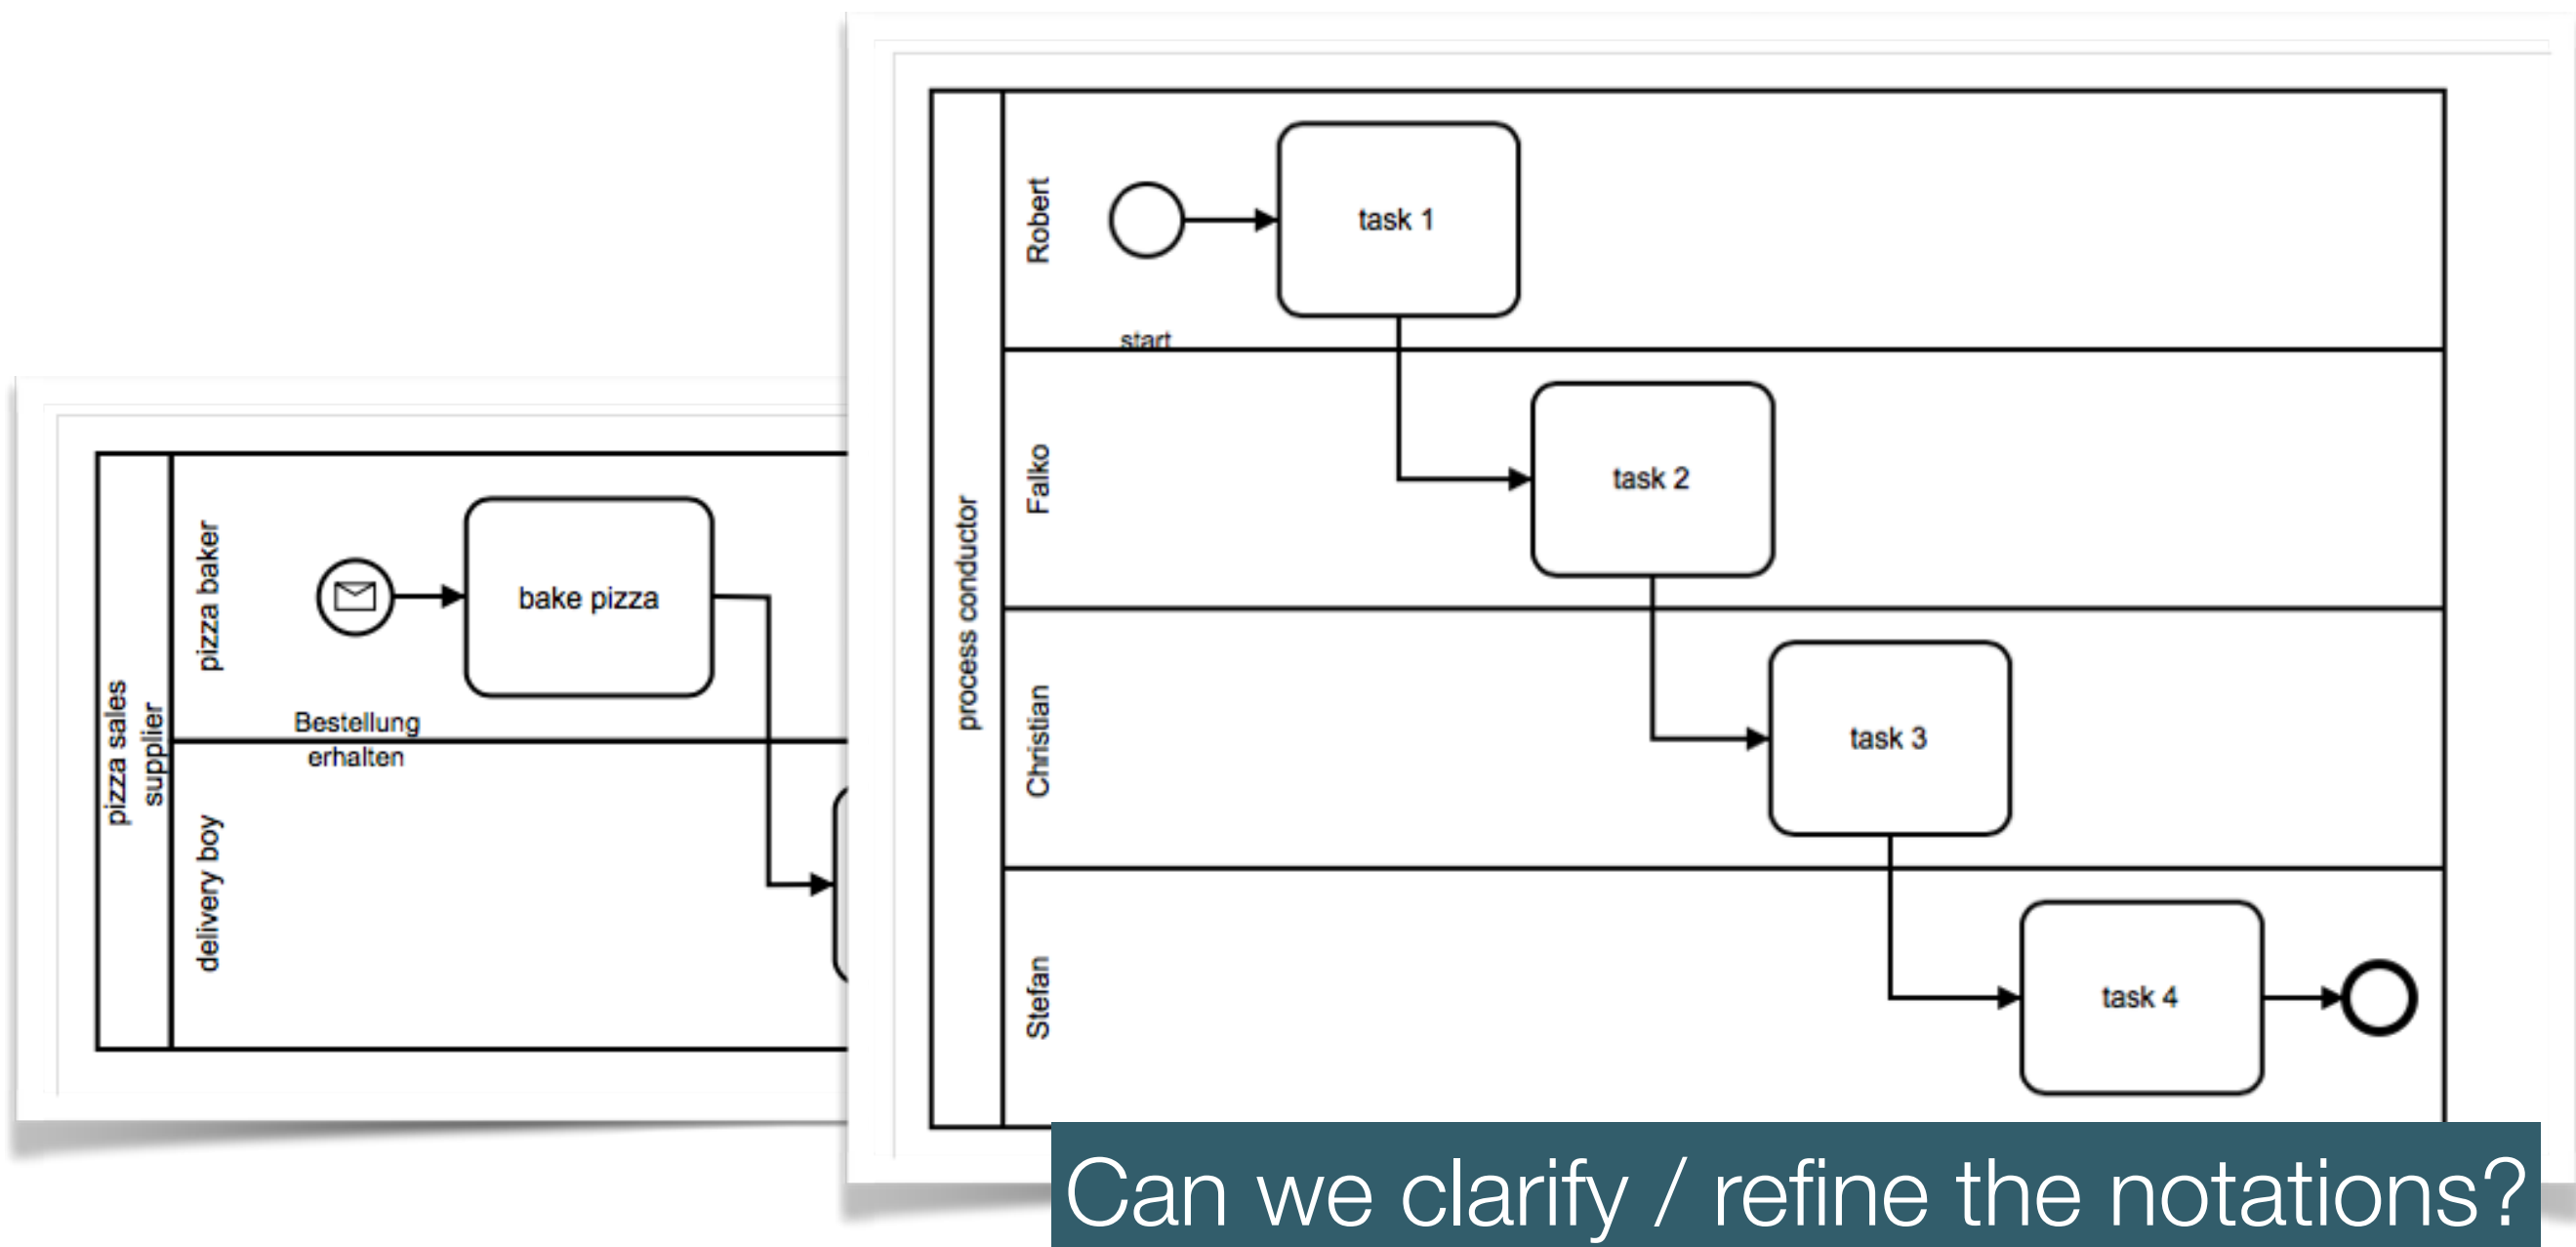 pizza sales
supplier
pizza baker
bake pizza
Bestellung
erhalten
delivery boy
process conductor
Robert
start
task 1
Falko
task 2
Christian
task 3
Stefan
task 4
Can we clarify / refine the notations?